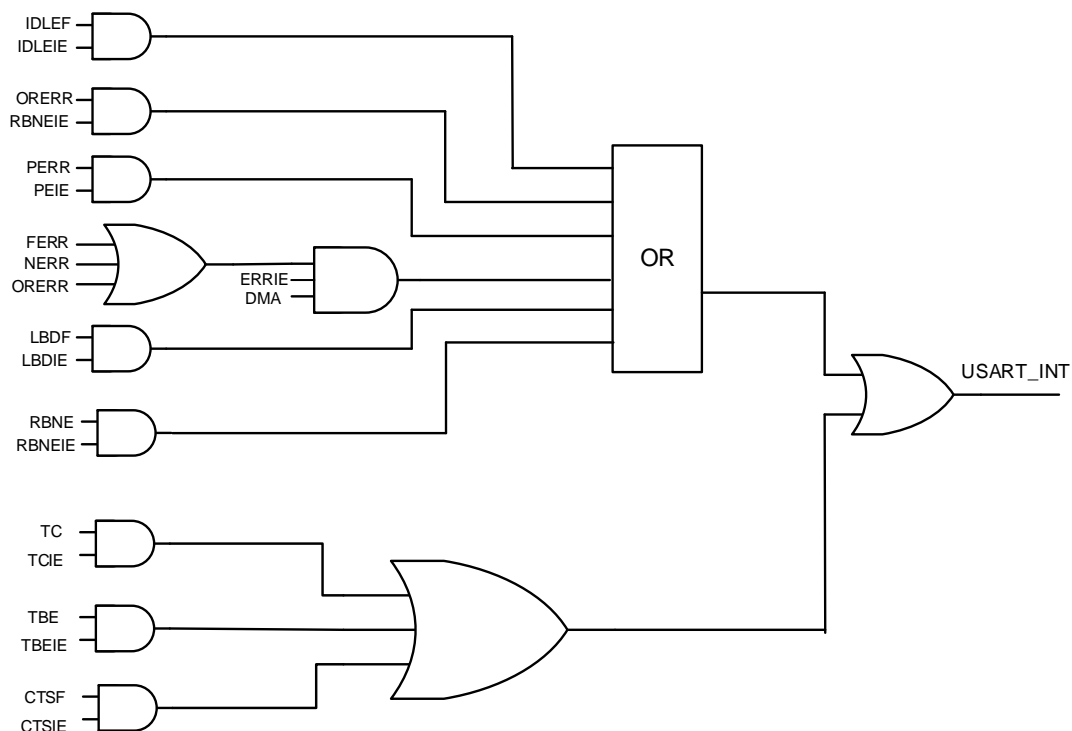 IDLEF
IDLEIE
ORERR
RBNEIE
PERR
PEIE
FERR
NERR
ORERR
ERRIE
DMA
LBDF
LBDIE
RBNE
RBNEIE
OR
USART_INT
TC
TCIE
TBE
TBEIE
CTSF
CTSIE